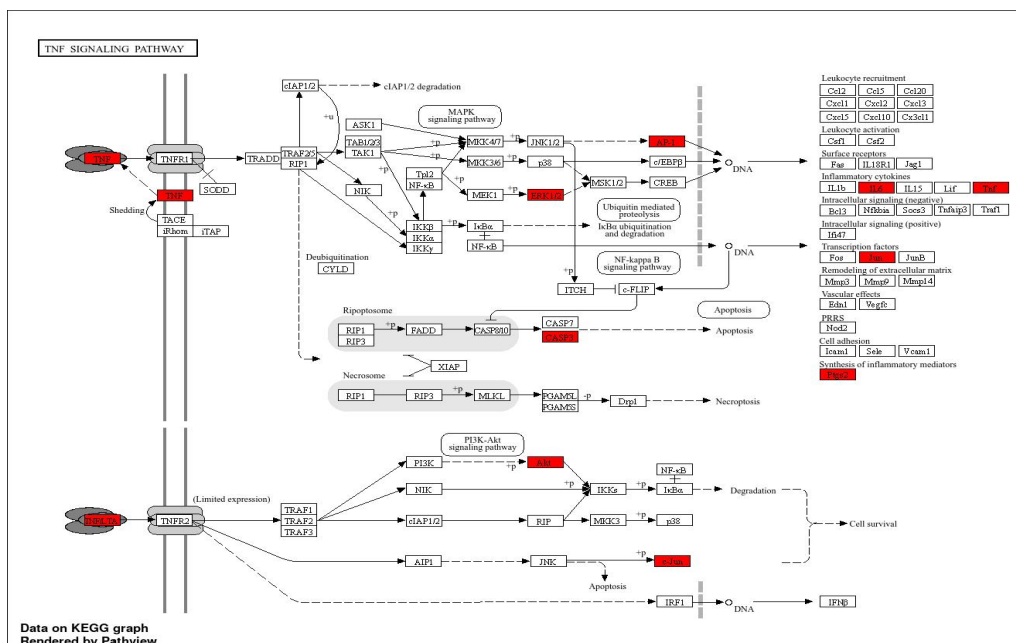 TNF SIGNALING PATHWAY
cIAP1/2
cIAP1/2 degradation
+u
MAPK
signaling pathway
ASK1
TAB1/2/3
TAK1
+p
MKK4/7
+p
JNK1/2
AP-1
TNF
TNFR1
TRADD
TRAF2/5
RIP1
+p
MKK3/6
+p
p38
c/EBPβ
DNA
SODD
TNF
Shedding
TACE
iRhom
iTAP
NIK
Tpl2
NF-κB
MEK1
+p
ERK1/2
MSK1/2
CREB
+p
+p
IKKβ
IKKα
IKKγ
+p
IκBα
NF-κB
Ubiquitin mediated
proteolysis
IκBα ubiquitination
and degradation
DNA
Deubiquitination
CYLD
NF-kappa B
signaling pathway
+p
ITCH
c-FLIP
Ripoptosome
RIP1
RIP3
+p
FADD
CASP8/10
CASP7
CASP3
Apoptosis
Apoptosis
XIAP
Necrosome
RIP1
RIP3
+p
MLKL
PGAM5L
PGAM5S
-p
Drp1
Necroptosis
Leukocyte recruitment
Ccl2 Ccl5 Ccl20
Cxcl1 Cxcl2 Cxcl3
Cxcl5 Cxcl10 Cx3cl1
Leukocyte activation
Csf1 Csf2
Surface receptors
Fas IL18R1 Jag1
Inflammatory cytokines
IL1b IL6 IL15 Lif Tnf
Intracellular signaling (negative)
Bcl3 Nfkbia Socs3 Tnfaip3 Traf1
Intracellular signaling (positive)
Ifi47
Transcription factors
Fos Jun JunB
Remodeling of extracellular matrix
Mmp3 Mmp9 Mmp14
Vascular effects
Edn1 Vegfc
PRRS
Nod2
Cell adhesion
Icam1 Sele Vcam1
Synthesis of inflammatory mediators
Ptgs2
PI3K-Akt
signaling pathway
PI3K
+p
Akt
NF-κB
(Limited expression)
NIK
+p
IKKs
+p
IκBα
Degradation
TNFR2
TRAF1
TRAF2
TRAF3
cIAP1/2
RIP
MKK3
+p
p38
Cell survival
AIP1
JNK
+p
c-Jun
Apoptosis
IRF1
DNA
IFNβ
Data on KEGG graph
Rendered by Pathview